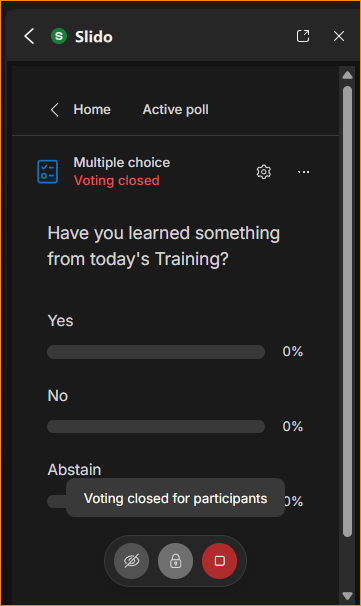 S Slido
Home Active poll
Multiple choice
Voting closed
Have you learned something
from today's Training?
Yes
0%
No
0%
Abstain
0%
Voting closed for participants